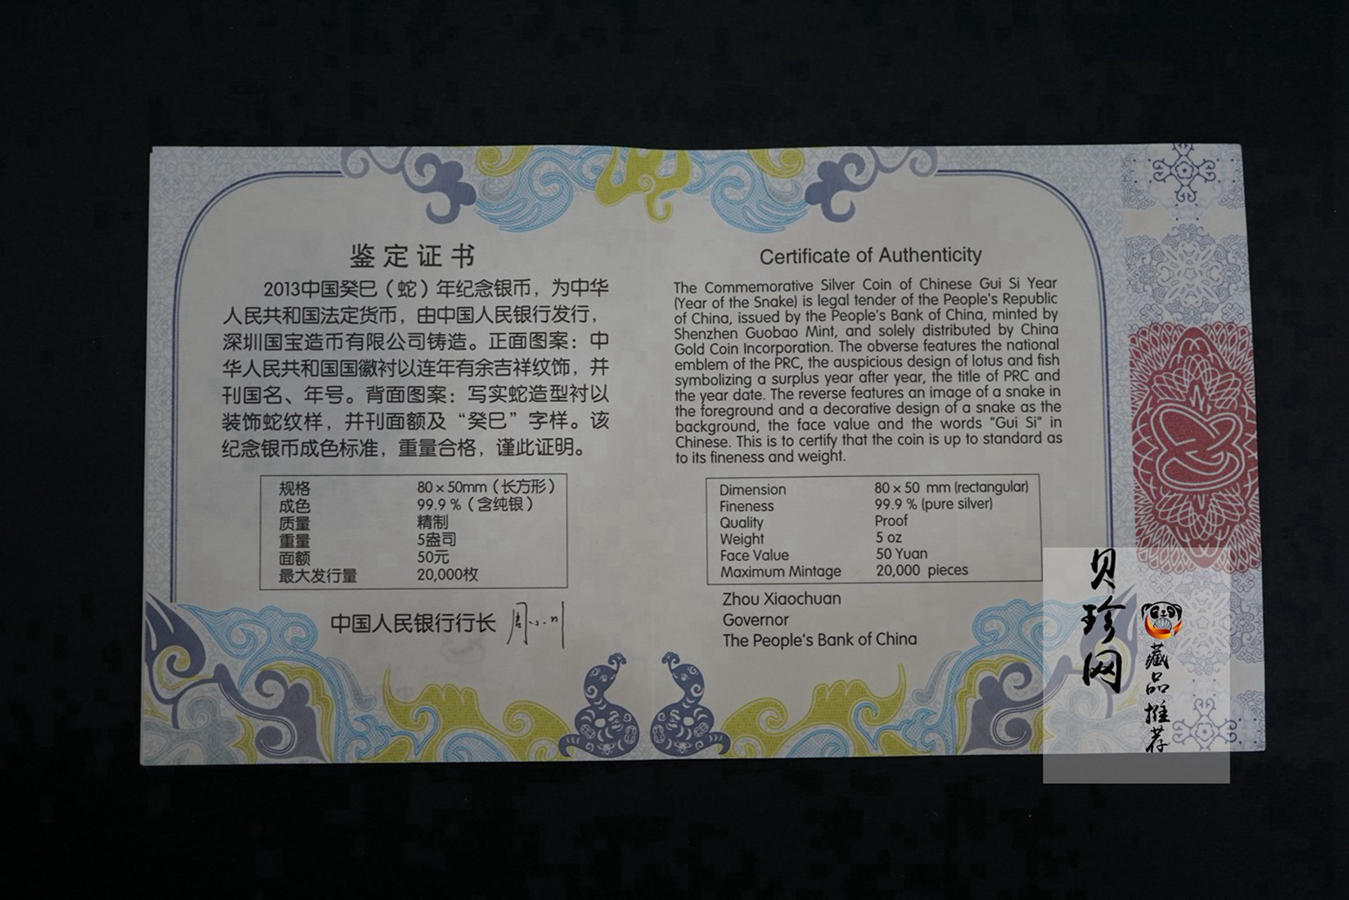 鉴定证书
2013中国癸巳（蛇）年纪念银币，为中华
人民共和国法定货币，由中国人民银行发行，
深圳国宝造币有限公司铸造。正面图案：中
华人民共和国国徽衬以连年有余吉祥纹饰，并
刊国名、年号。背面图案：写实蛇造型衬以
装饰蛇纹样，并刊面额及“癸巳”字样。该
纪念银币成色标准，重量合格，谨此证明。
规格 80×50mm（长方形）
成色 99.9％（含纯银）
质量 精制
重量 5盎司
面额 50元
最大发行量 20,000枚
中国人民银行行长 周小川
Certificate of Authenticity
The Commemorative Silver Coin of Chinese Gui Si Year
(Year of the Snake) is legal tender of the People's Republic
of China, issued by the People's Bank of China, minted by
Shenzhen Guobao Mint, and solely distributed by China
Gold Coin Incorporation. The obverse features the national
emblem of the PRC, the auspicious design of lotus and fish
symbolizing a surplus year after year, the title of PRC and
the year date. The reverse features an image of a snake in
the foreground and a decorative design of a snake as the
background, the face value and the words "Gui Si" in
Chinese. This is to certify that the coin is up to standard as
to its fineness and weight.
Dimension 80×50 mm (rectangular)
Fineness 99.9 % (pure silver)
Quality Proof
Weight 5 oz
Face Value 50 Yuan
Maximum Mintage 20,000 pieces
Zhou Xiaochuan
Governor
The People's Bank of China
贝珍网
藏品推荐